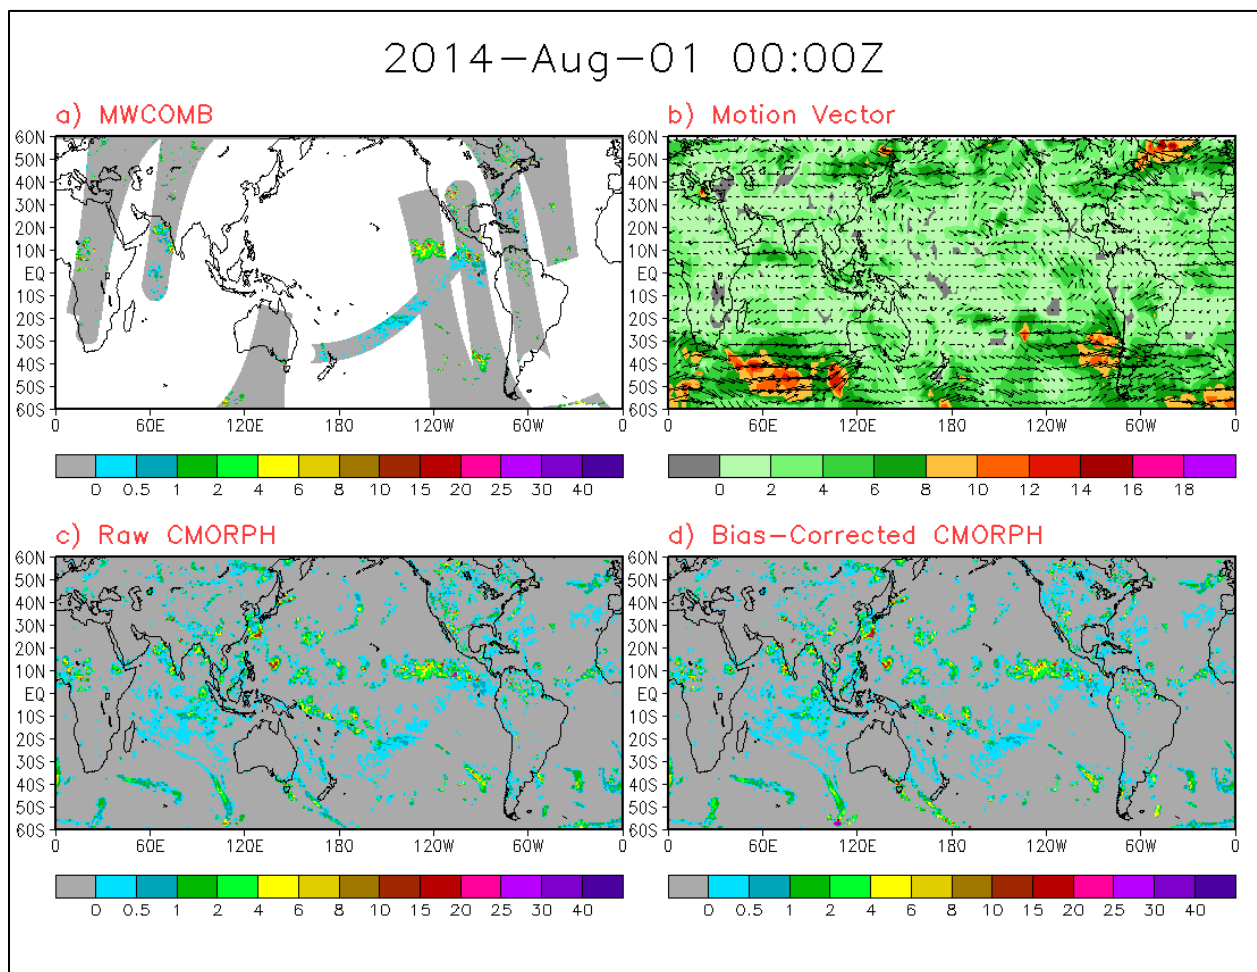 2014-Aug-01 00:00Z
a) MWCOMB
60N
50N
40N
30N
20N
10N
EQ
10S
20S
30S
40S
50S
60S
0 60E 120E 180 120W 60W 0
0 0.5 1 2 4 6 8 10 15 20 25 30 40
b) Motion Vector
60N
50N
40N
30N
20N
10N
EQ
10S
20S
30S
40S
50S
60S
0 60E 120E 180 120W 60W 0
0 2 4 6 8 10 12 14 16 18
c) Raw CMORPH
60N
50N
40N
30N
20N
10N
EQ
10S
20S
30S
40S
50S
60S
0 60E 120E 180 120W 60W 0
0 0.5 1 2 4 6 8 10 15 20 25 30 40
d) Bias-Corrected CMORPH
60N
50N
40N
30N
20N
10N
EQ
10S
20S
30S
40S
50S
60S
0 60E 120E 180 120W 60W 0
0 0.5 1 2 4 6 8 10 15 20 25 30 40